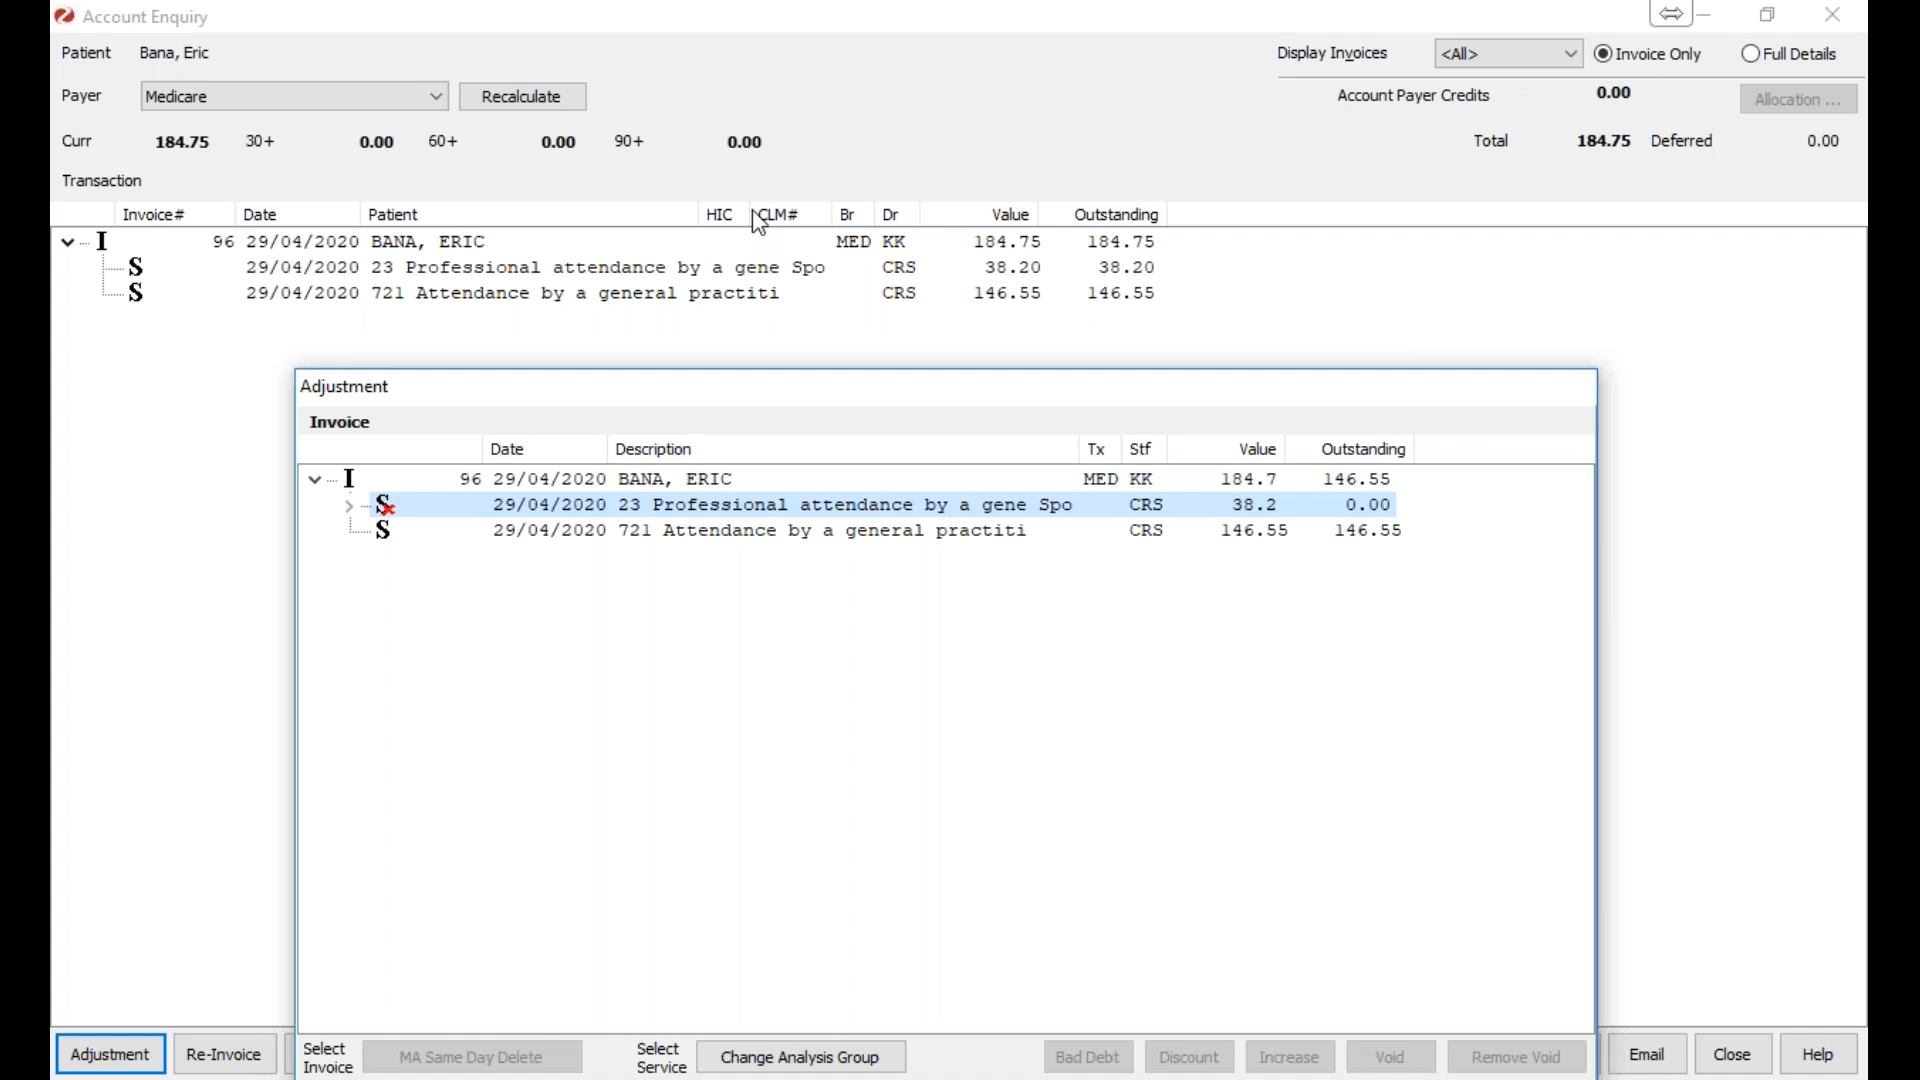 Account Enquiry
Patient Bana, Eric Display Invoices <All> Invoice Only Full Details
Payer Medicare Recalculate Account Payer Credits 0.00 Allocation ...
Curr 184.75 30+ 0.00 60+ 0.00 90+ 0.00 Total 184.75 Deferred 0.00
Transaction
Invoice# Date Patient HIC CLM# Br Dr Value Outstanding
I 96 29/04/2020 BANA, ERIC MED KK 184.75 184.75
S 29/04/2020 23 Professional attendance by a gene Spo CRS 38.20 38.20
S 29/04/2020 721 Attendance by a general practiti CRS 146.55 146.55
Adjustment
Invoice
Date Description Tx Stf Value Outstanding
I 96 29/04/2020 BANA, ERIC MED KK 184.7 146.55
S 29/04/2020 23 Professional attendance by a gene Spo CRS 38.2 0.00
S 29/04/2020 721 Attendance by a general practiti CRS 146.55 146.55
Adjustment Re-Invoice Select Invoice MA Same Day Delete Select Service Change Analysis Group Bad Debt Discount Increase Void Remove Void Email Close Help